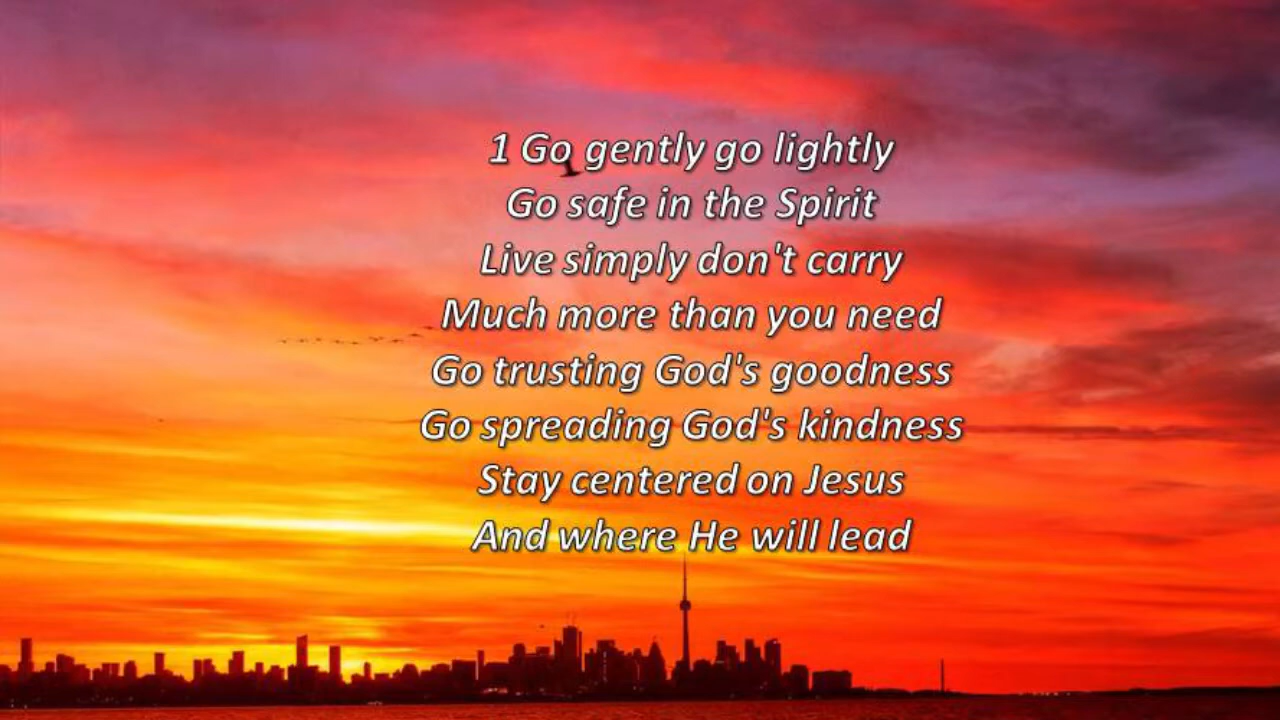 1 Go gently go lightly
Go safe in the Spirit
Live simply don't carry
Much more than you need
Go trusting God's goodness
Go spreading God's kindness
Stay centered on Jesus
And where He will lead